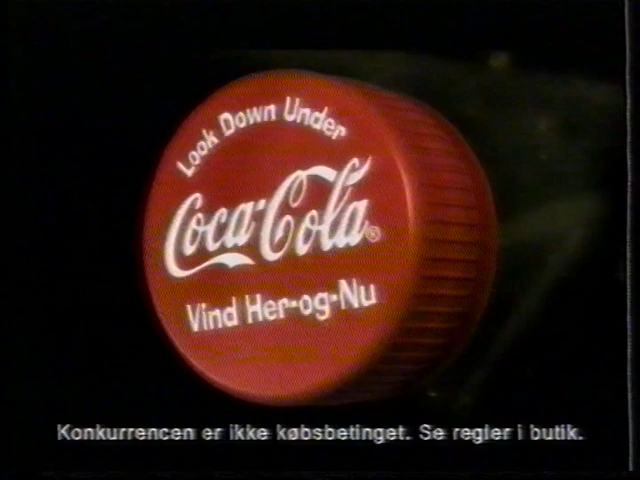 Look Down Under
Coca-Cola®
Vind Her-og-Nu
Konkurrencen er ikke købsbetinget. Se regler i butik.